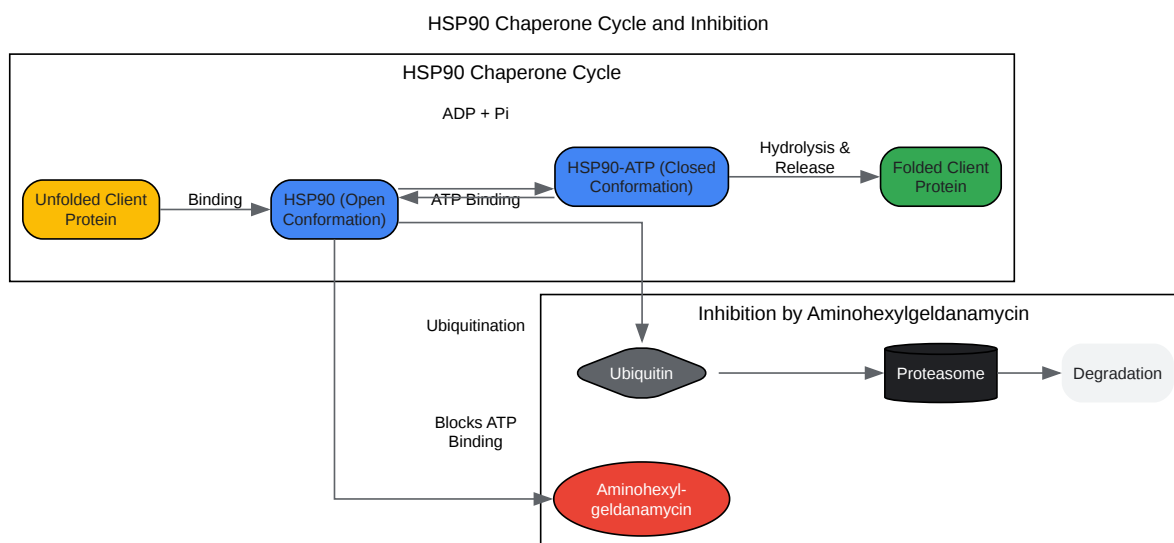 HSP90 Chaperone Cycle and Inhibition
HSP90 Chaperone Cycle
ADP + Pi
Unfolded Client
Protein
Binding
HSP90 (Open
Conformation)
ATP Binding
HSP90-ATP (Closed
Conformation)
Hydrolysis &
Release
Folded Client
Protein
Inhibition by Aminohexylgeldanamycin
Ubiquitination
Ubiquitin
Proteasome
Degradation
Blocks ATP
Binding
Aminohexyl-
geldanamycin